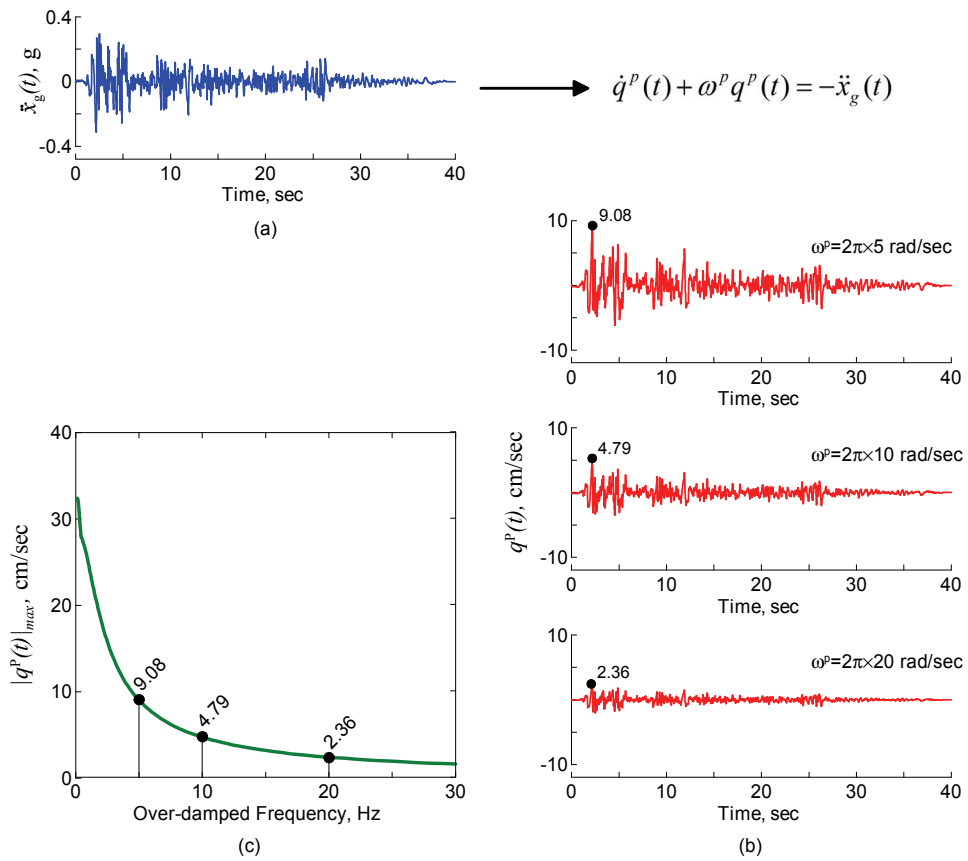 0.4
0
-0.4
ẍg(t), g
0 10 20 30 40
Time, sec
(a)
q̇ᵖ(t) + ωᵖqᵖ(t) = −ẍg(t)
10
0
-10
9.08
ωᵖ=2π×5 rad/sec
0 10 20 30 40
Time, sec
10
0
-10
4.79
ωᵖ=2π×10 rad/sec
qᵖ(t), cm/sec
0 10 20 30 40
Time, sec
10
0
-10
2.36
ωᵖ=2π×20 rad/sec
0 10 20 30 40
Time, sec
(b)
40
30
20
10
0
|qᵖ(t)|max, cm/sec
9.08
4.79
2.36
0 10 20 30
Over-damped Frequency, Hz
(c)